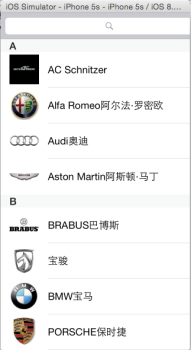 iOS Simulator - iPhone 5s - iPhone 5s / iOS 8....
A
AC Schnitzer
Alfa Romeo阿尔法·罗密欧
Audi奥迪
Aston Martin阿斯顿·马丁
B
BRABUS
BRABUS巴博斯
宝骏
BMW宝马
PORSCHE保时捷